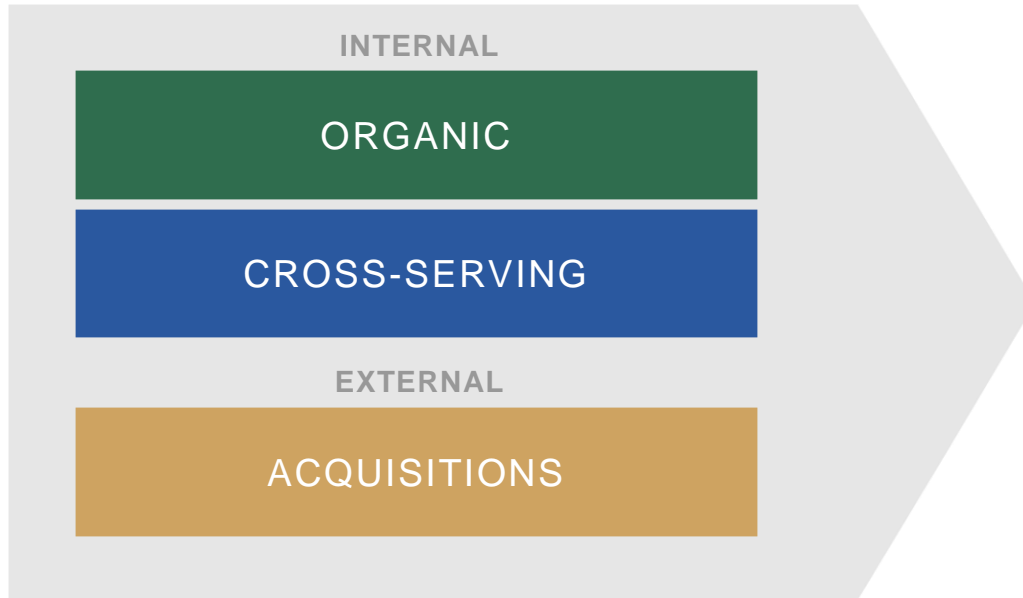 INTERNAL
ORGANIC
CROSS-SERVING
EXTERNAL
ACQUISITIONS